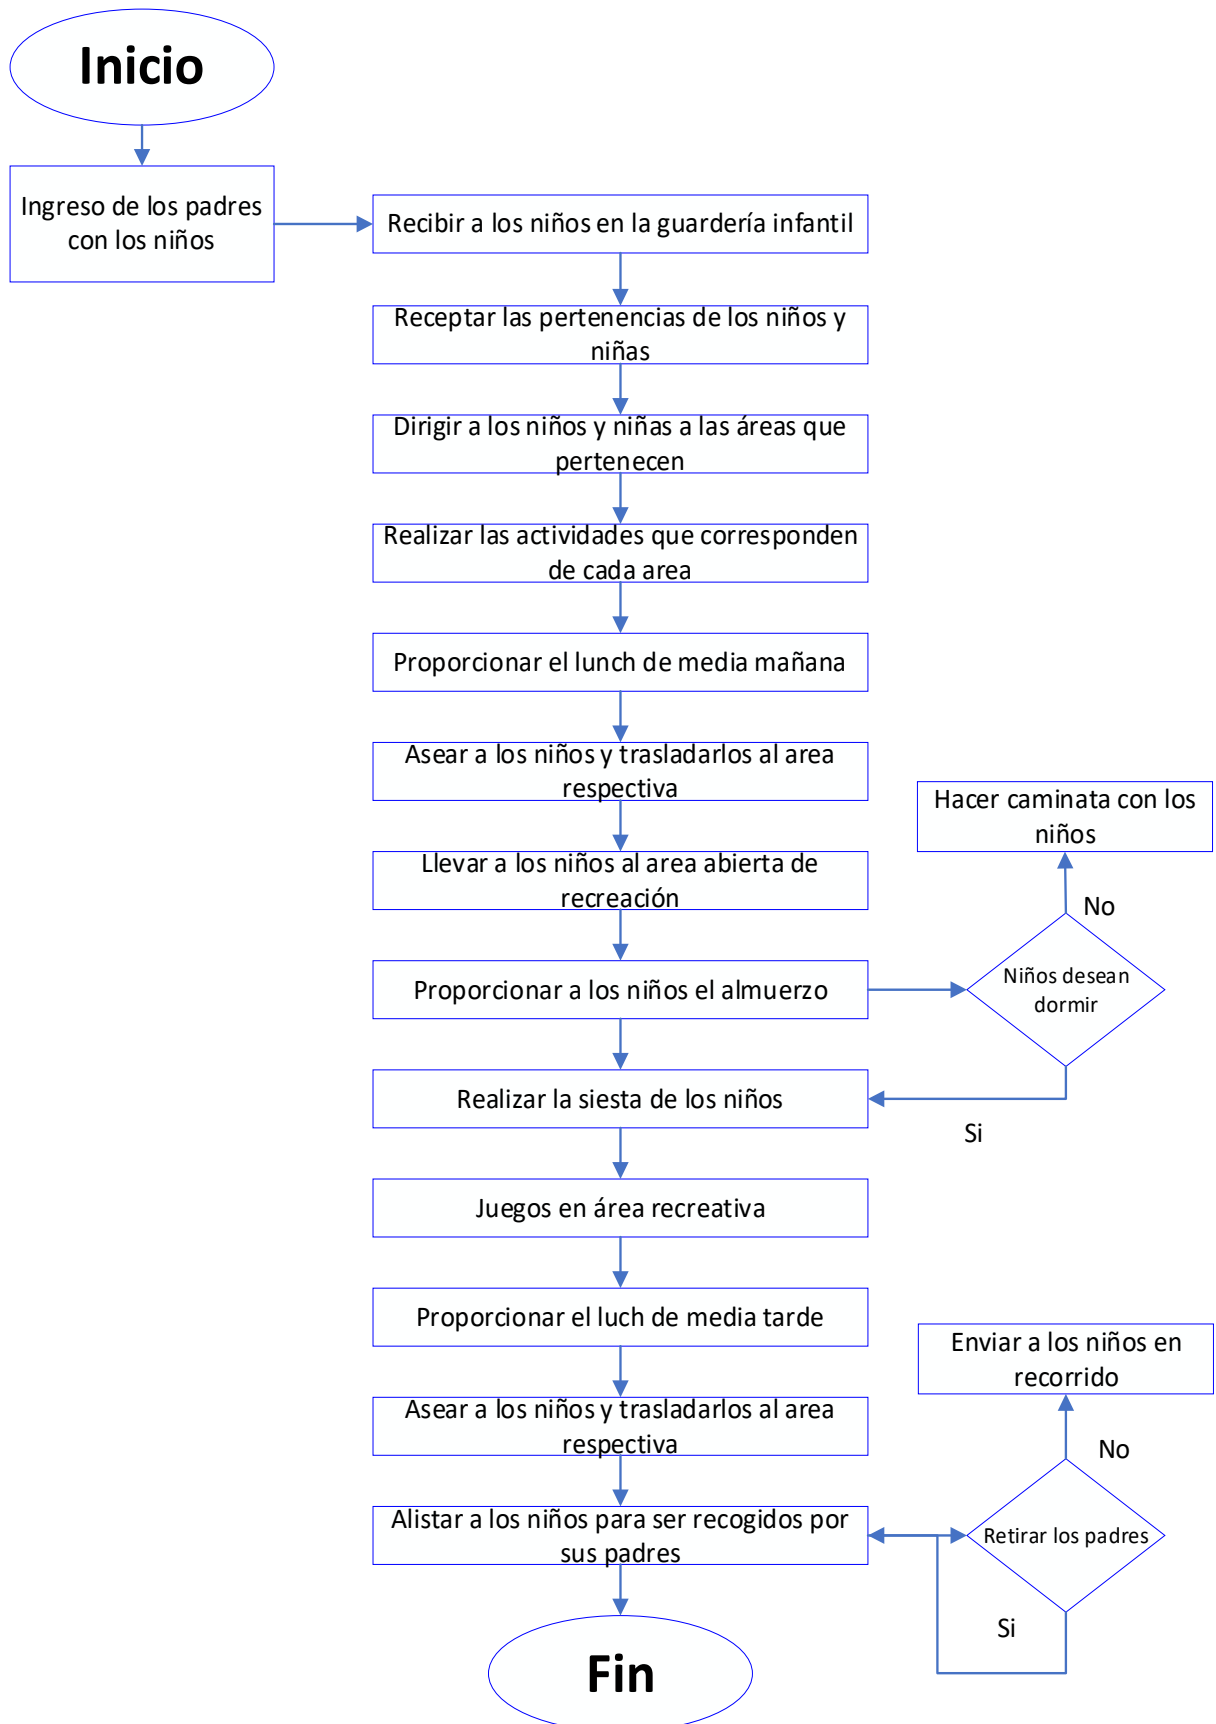 Inicio
Ingreso de los padres
con los niños
Recibir a los niños en la guardería infantil
Receptar las pertenencias de los niños y
niñas
Dirigir a los niños y niñas a las áreas que
pertenecen
Realizar las actividades que corresponden
de cada area
Proporcionar el lunch de media mañana
Asear a los niños y trasladarlos al area
respectiva
Llevar a los niños al area abierta de
recreación
Hacer caminata con los
niños
No
Proporcionar a los niños el almuerzo
Niños desean
dormir
Realizar la siesta de los niños
Si
Juegos en área recreativa
Proporcionar el luch de media tarde
Enviar a los niños en
recorrido
Asear a los niños y trasladarlos al area
respectiva
No
Alistar a los niños para ser recogidos por
sus padres
Retirar los padres
Si
Fin